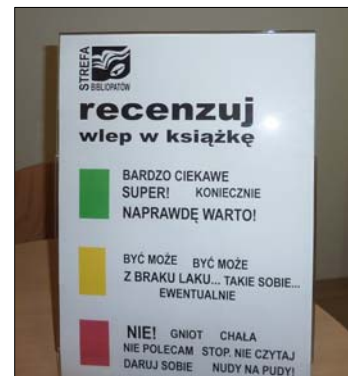 STREFA
BIBLIOPATÓW
recenzuj
wlep w książkę
BARDZO CIEKAWE
SUPER! KONIECZNIE
NAPRAWDĘ WARTO!
BYĆ MOŻE BYĆ MOŻE
Z BRAKU LAKU... TAKIE SOBIE...
EWENTUALNIE
NIE! GNIOT CHAŁA
NIE POLECAM STOP. NIE CZYTAJ
DARUJ SOBIE NUDY NA PUDY!